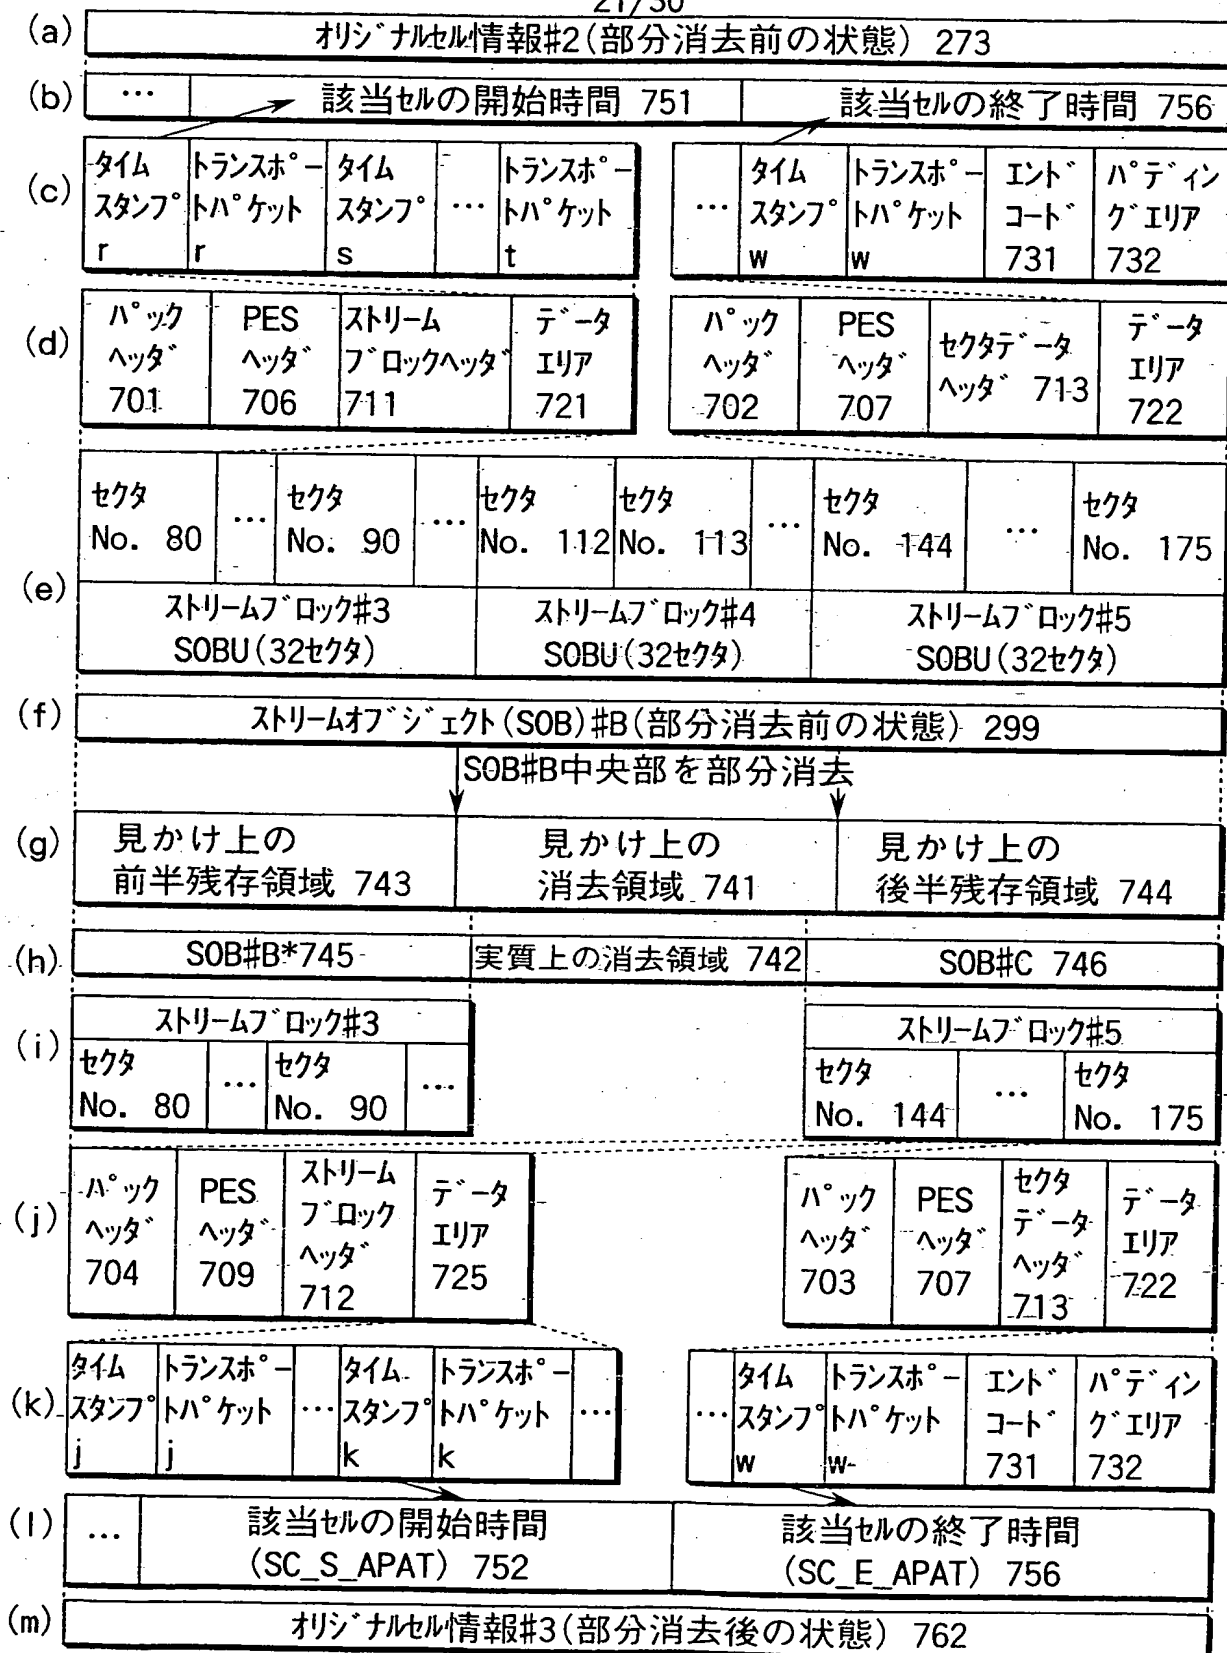 21/30
(a) オリジナルセル情報#2(部分消去前の状態) 273
(b) … 該当セルの開始時間 751 該当セルの終了時間 756
(c)
タイム
スタンプ
r
トランスポー
トパケット
r
タイム
スタンプ
s
…
トランスポー
トパケット
t
…
タイム
スタンプ
w
トランスポー
トパケット
w
エンド
コード
731
パディン
グエリア
732
(d)
パック
ヘッダ
701
PES
ヘッダ
706
ストリーム
ブロックヘッダ
711
データ
エリア
721
パック
ヘッダ
702
PES
ヘッダ
707
セクタデータ
ヘッダ 713
データ
エリア
722
(e)
セクタ
No. 80
…
セクタ
No. 90
…
セクタ
No. 112
セクタ
No. 113
…
セクタ
No. 144
…
セクタ
No. 175
ストリームブロック#3
SOBU(32セクタ)
ストリームブロック#4
SOBU(32セクタ)
ストリームブロック#5
SOBU(32セクタ)
(f) ストリームオブジェクト(SOB)#B(部分消去前の状態) 299
SOB#B中央部を部分消去
(g)
見かけ上の
前半残存領域 743
見かけ上の
消去領域 741
見かけ上の
後半残存領域 744
(h) SOB#B*745 実質上の消去領域 742 SOB#C 746
(i)
ストリームブロック#3
セクタ
No. 80
…
セクタ
No. 90
…
ストリームブロック#5
セクタ
No. 144
…
セクタ
No. 175
(j)
パック
ヘッダ
704
PES
ヘッダ
709
ストリーム
ブロック
ヘッダ
712
データ
エリア
725
パック
ヘッダ
703
PES
ヘッダ
707
セクタ
データ
ヘッダ
713
データ
エリア
722
(k)
タイム
スタンプ
j
トランスポー
トパケット
j
…
タイム
スタンプ
k
トランスポー
トパケット
k
…
…
タイム
スタンプ
w
トランスポー
トパケット
w
エンド
コード
731
パディン
グエリア
732
(l)
…
該当セルの開始時間
(SC_S_APAT) 752
該当セルの終了時間
(SC_E_APAT) 756
(m) オリジナルセル情報#3(部分消去後の状態) 762